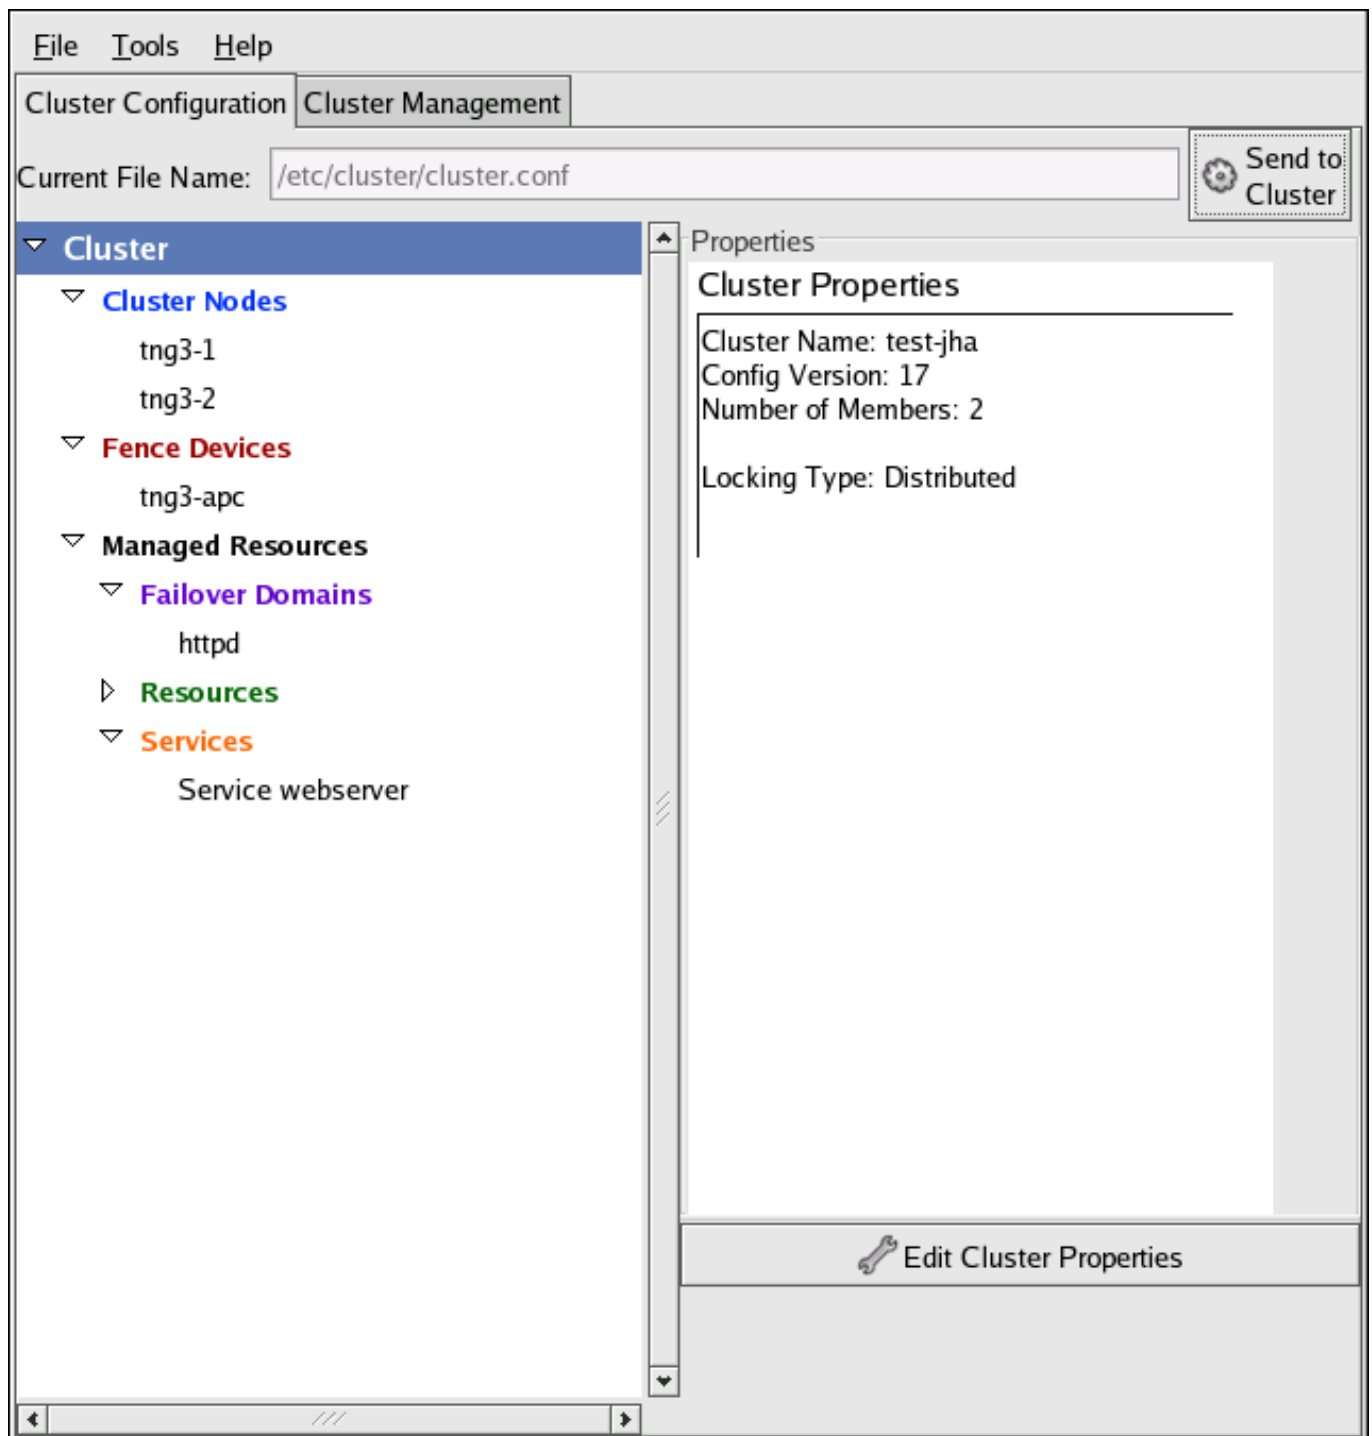 File Tools Help
Cluster Configuration Cluster Management
Current File Name: /etc/cluster/cluster.conf
Send to
Cluster
Cluster
Cluster Nodes
tng3-1
tng3-2
Fence Devices
tng3-apc
Managed Resources
Failover Domains
httpd
Resources
Services
Service webserver
Properties
Cluster Properties
Cluster Name: test-jha
Config Version: 17
Number of Members: 2
Locking Type: Distributed
Edit Cluster Properties